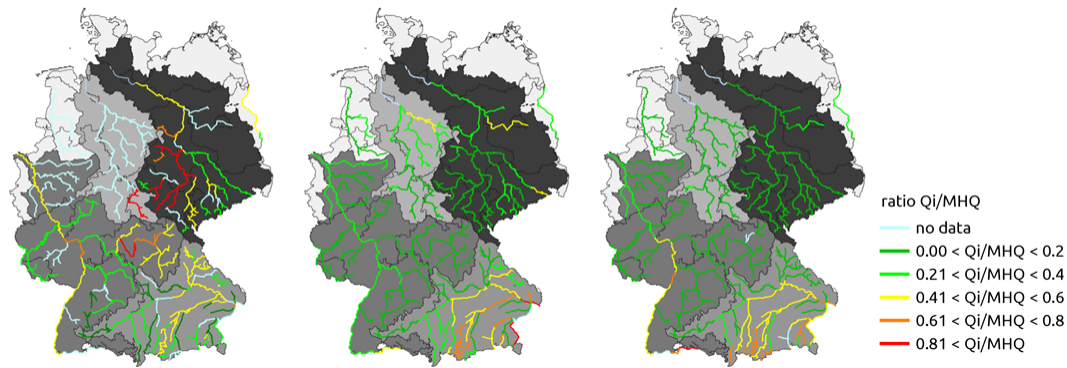 ratio Qi/MHQ
no data
0.00 < Qi/MHQ < 0.2
0.21 < Qi/MHQ < 0.4
0.41 < Qi/MHQ < 0.6
0.61 < Qi/MHQ < 0.8
0.81 < Qi/MHQ